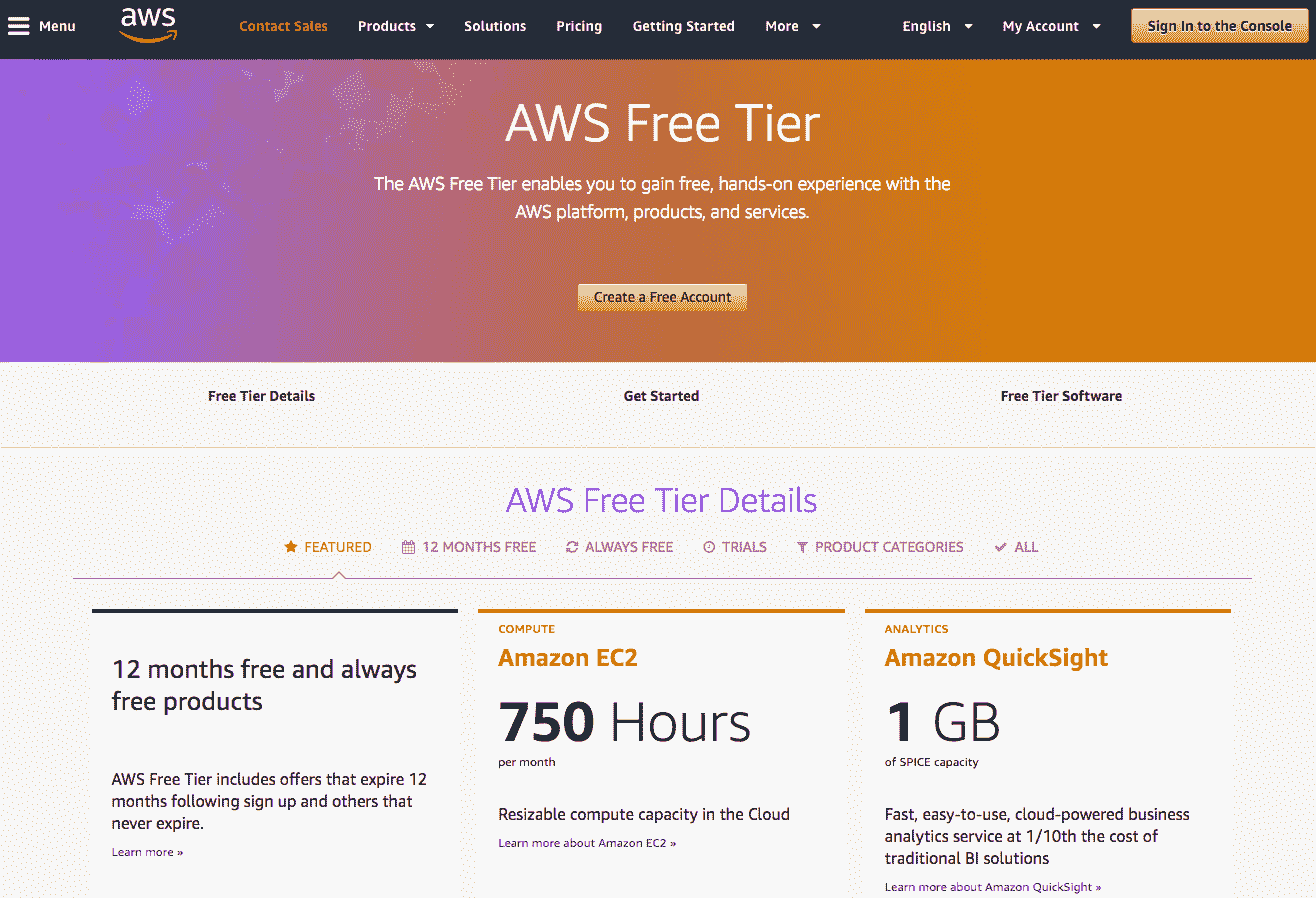 Menu
aws
Contact Sales
Products
Solutions
Pricing
Getting Started
More
English
My Account
Sign In to the Console
AWS Free Tier
The AWS Free Tier enables you to gain free, hands-on experience with the
AWS platform, products, and services.
Create a Free Account
Free Tier Details
Get Started
Free Tier Software
AWS Free Tier Details
FEATURED
12 MONTHS FREE
ALWAYS FREE
TRIALS
PRODUCT CATEGORIES
ALL
12 months free and always
free products
AWS Free Tier includes offers that expire 12
months following sign up and others that
never expire.
Learn more »
COMPUTE
Amazon EC2
750 Hours
per month
Resizable compute capacity in the Cloud
Learn more about Amazon EC2 »
ANALYTICS
Amazon QuickSight
1 GB
of SPICE capacity
Fast, easy-to-use, cloud-powered business
analytics service at 1/10th the cost of
traditional BI solutions
Learn more about Amazon QuickSight »